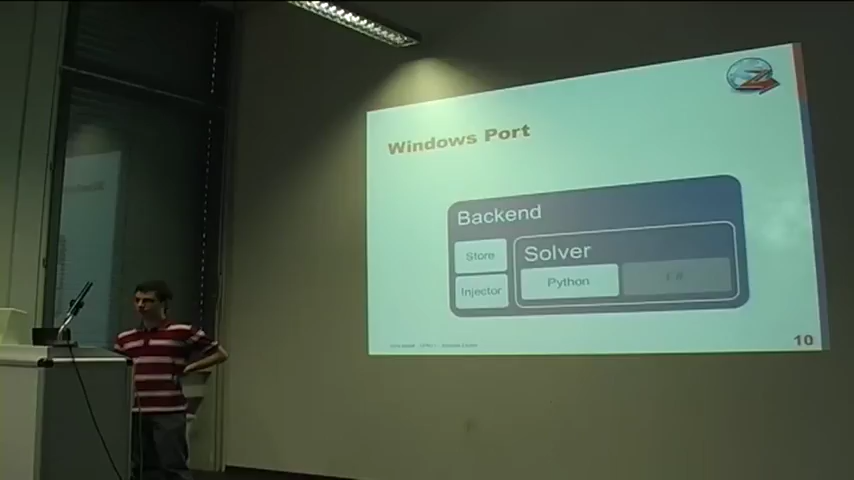 Windows Port
Backend
Store
Solver
Injector
Python
F#
10